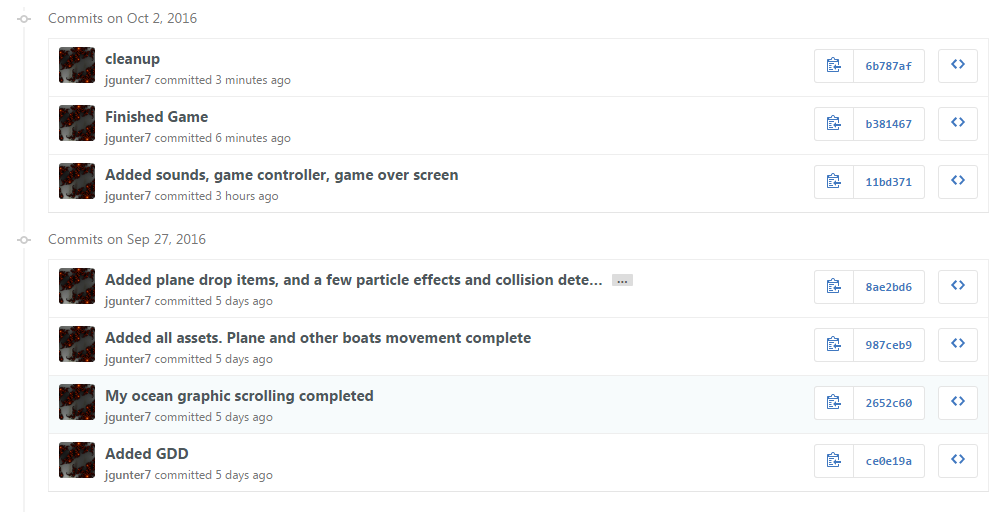 Commits on Oct 2, 2016
cleanup
jgunter7 committed 3 minutes ago
6b787af
Finished Game
jgunter7 committed 6 minutes ago
b381467
Added sounds, game controller, game over screen
jgunter7 committed 3 hours ago
11bd371
Commits on Sep 27, 2016
Added plane drop items, and a few particle effects and collision dete... ...
jgunter7 committed 5 days ago
8ae2bd6
Added all assets. Plane and other boats movement complete
jgunter7 committed 5 days ago
987ceb9
My ocean graphic scrolling completed
jgunter7 committed 5 days ago
2652c60
Added GDD
jgunter7 committed 5 days ago
ce0e19a